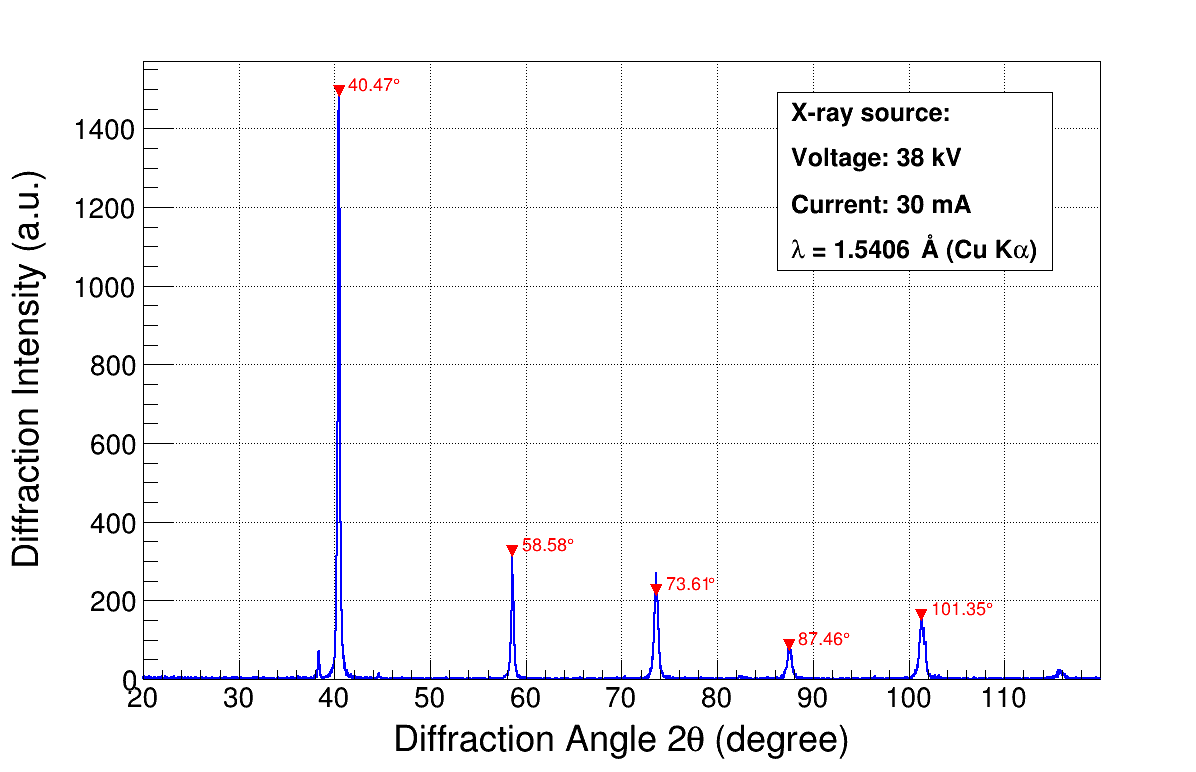 40.47°
58.58°
73.61°
87.46°
101.35°
X-ray source:
Voltage: 38 kV
Current: 30 mA
λ = 1.5406 Å (Cu Kα)
Diffraction Intensity (a.u.)
1400
1200
1000
800
600
400
200
0
20 30 40 50 60 70 80 90 100 110
Diffraction Angle 2θ (degree)